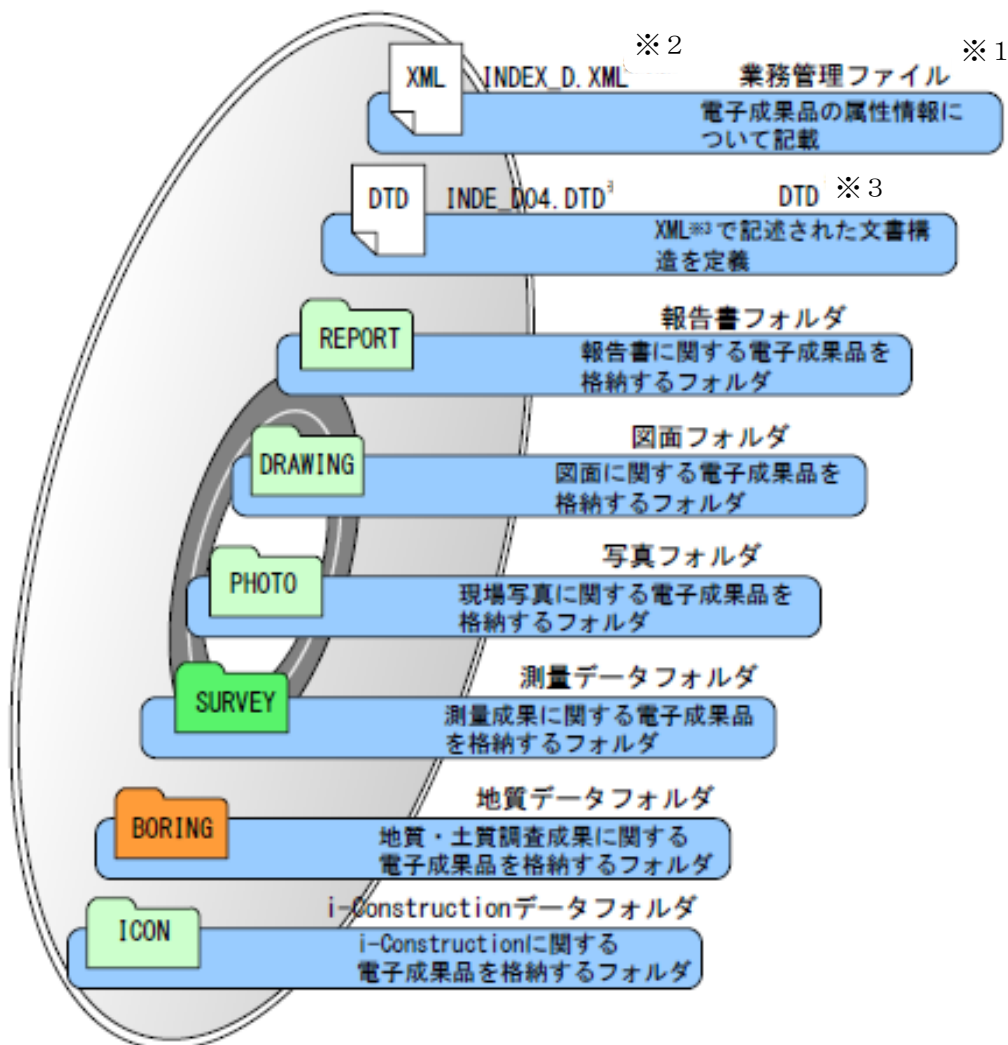 ※２
※１
XML
INDEX_D.XML
業務管理ファイル
電子成果品の属性情報に
ついて記載
DTD
INDE_D04.DTD
DTD
※３
XML※3で記述された文書構
造を定義
報告書フォルダ
REPORT
報告書に関する電子成果品を
格納するフォルダ
図面フォルダ
DRAWING
図面に関する電子成果品を
格納するフォルダ
写真フォルダ
PHOTO
現場写真に関する電子成果品を
格納するフォルダ
測量データフォルダ
SURVEY
測量成果に関する電子成果品
を格納するフォルダ
地質データフォルダ
BORING
地質・土質調査成果に関する
電子成果品を格納するフォルダ
i-Constructionデータフォルダ
ICON
i-Constructionに関する
電子成果品を格納するフォルダ